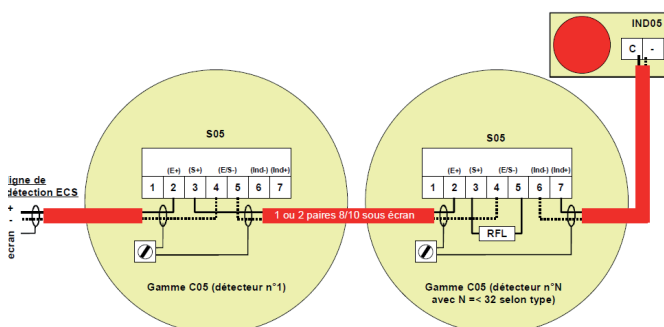 IND05
C -
S05
(E+) (S+) (E/S-) (Ind-) (Ind+)
1 2 3 4 5 6 7
S05
(E+) (S+) (E/S-) (Ind-) (Ind+)
1 2 3 4 5 6 7
igne de
détection ECS
+
-
écran
1 ou 2 paires 8/10 sous écran
RFL
Gamme C05 (détecteur n°1)
Gamme C05 (détecteur n°N
avec N =< 32 selon type)